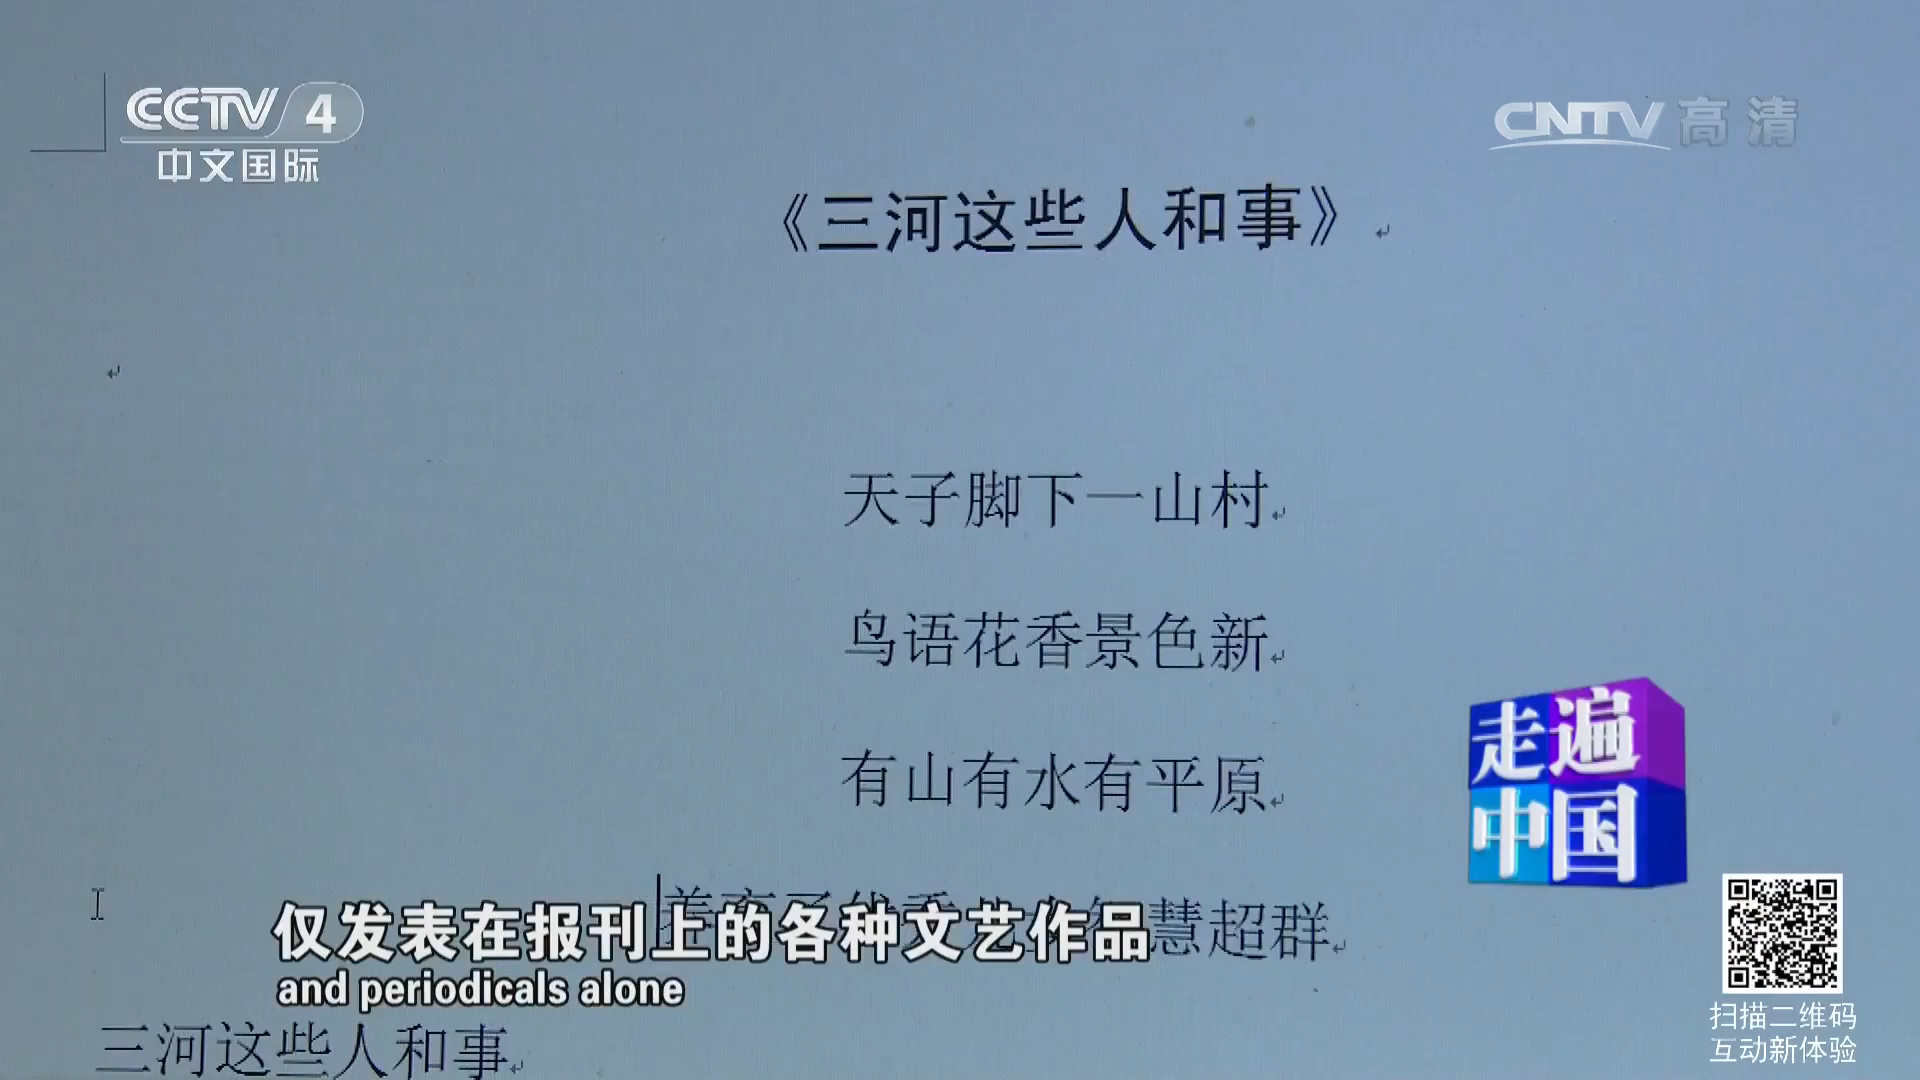 CCTV 4
中文国际
CNTV 高清
《三河这些人和事》
天子脚下一山村
鸟语花香景色新
有山有水有平原
走遍
中国
慧超群
仅发表在报刊上的各种文艺作品
and periodicals alone
三河这些人和事
扫描二维码
互动新体验